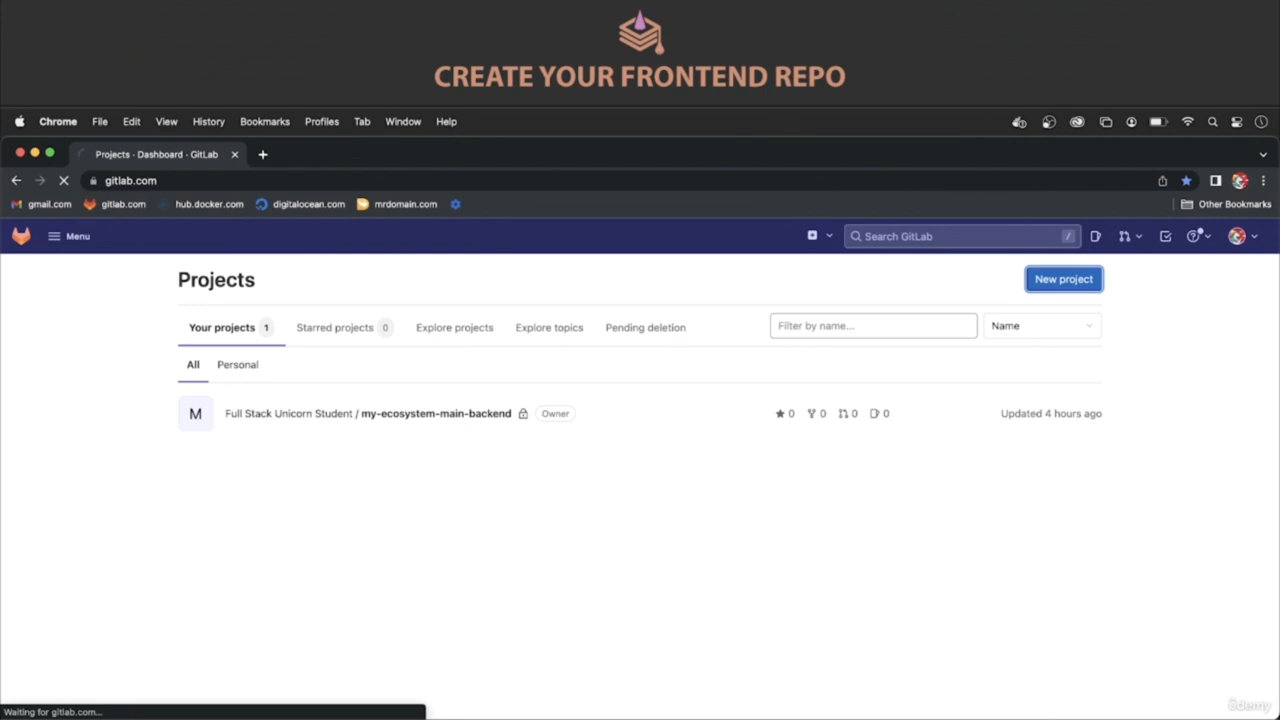 CREATE YOUR FRONTEND REPO
Chrome File Edit View History Bookmarks Profiles Tab Window Help
Projects · Dashboard · GitLab
gitlab.com
gmail.com gitlab.com hub.docker.com digitalocean.com mrdomain.com Other Bookmarks
Menu Search GitLab /
Projects New project
Your projects 1 Starred projects 0 Explore projects Explore topics Pending deletion Filter by name... Name
All Personal
M Full Stack Unicorn Student / my-ecosystem-main-backend Owner 0 0 0 0 Updated 4 hours ago
Waiting for gitlab.com...
ûdemy